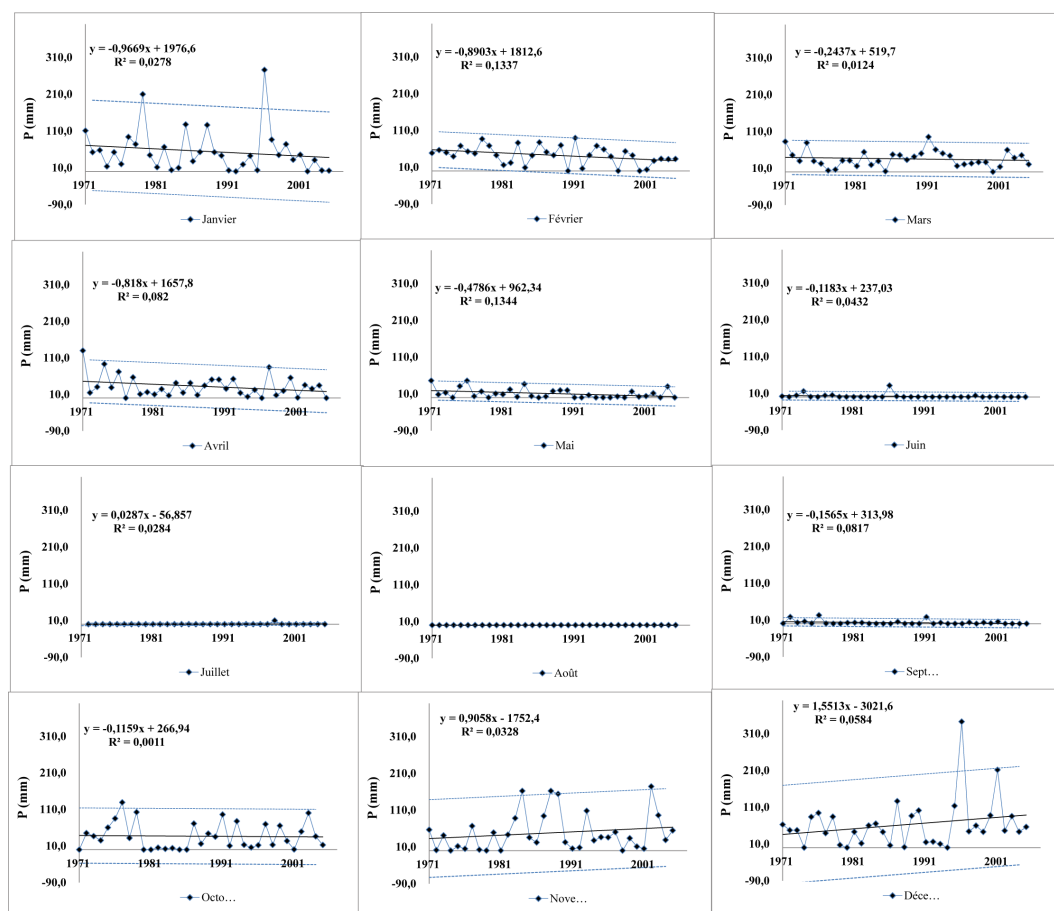 y = -0,9669x + 1976,6
R² = 0,0278
P (mm)
310,0
210,0
110,0
10,0
-90,0
1971 1981 1991 2001
Janvier
y = -0,8903x + 1812,6
R² = 0,1337
P (mm)
310,0
210,0
110,0
10,0
-90,0
1971 1981 1991 2001
Février
y = -0,2437x + 519,7
R² = 0,0124
P (mm)
310,0
210,0
110,0
10,0
-90,0
1971 1981 1991 2001
Mars
y = -0,818x + 1657,8
R² = 0,082
P (mm)
310,0
210,0
110,0
10,0
-90,0
1971 1981 1991 2001
Avril
y = -0,4786x + 962,34
R² = 0,1344
P (mm)
310,0
210,0
110,0
10,0
-90,0
1971 1981 1991 2001
Mai
y = -0,1183x + 237,03
R² = 0,0432
P (mm)
310,0
210,0
110,0
10,0
-90,0
1971 1981 1991 2001
Juin
y = 0,0287x - 56,857
R² = 0,0284
P (mm)
310,0
210,0
110,0
10,0
-90,0
1971 1981 1991 2001
Juillet
P (mm)
310,0
210,0
110,0
10,0
-90,0
1971 1981 1991 2001
Août
y = -0,1565x + 313,98
R² = 0,0817
P (mm)
310,0
210,0
110,0
10,0
-90,0
1971 1981 1991 2001
Sept…
y = -0,1159x + 266,94
R² = 0,0011
P (mm)
310,0
210,0
110,0
10,0
-90,0
1971 1981 1991 2001
Octo…
y = 0,9058x - 1752,4
R² = 0,0328
P (mm)
310,0
210,0
110,0
10,0
-90,0
1971 1981 1991 2001
Nove…
y = 1,5513x - 3021,6
R² = 0,0584
P (mm)
310,0
210,0
110,0
10,0
-90,0
1971 1981 1991 2001
Déce…